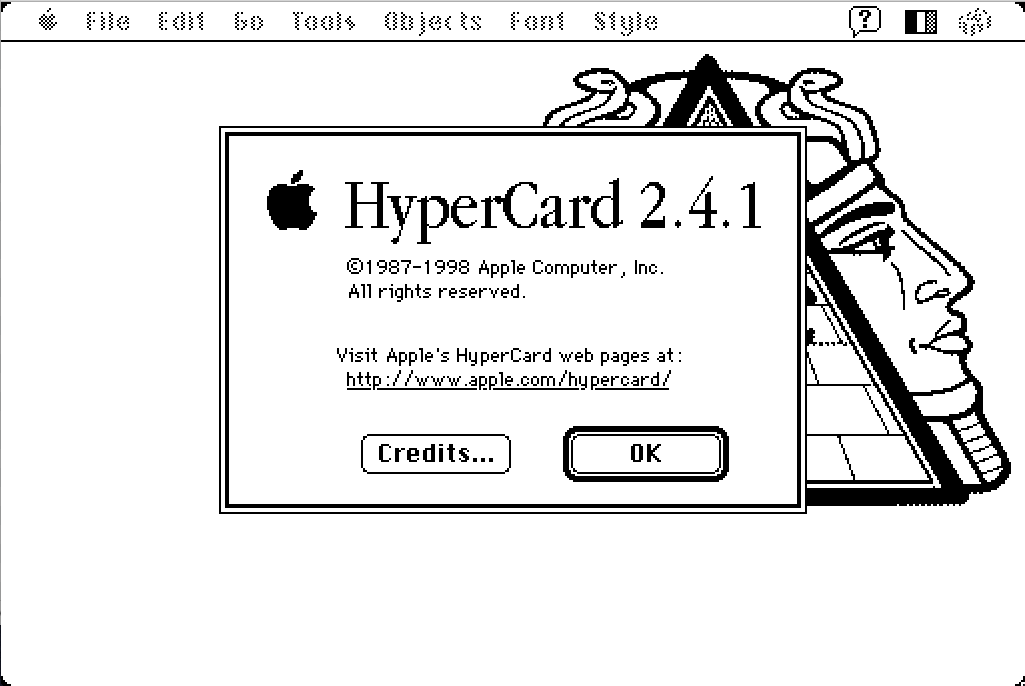 File Edit Go Tools Objects Font Style ?
HyperCard 2.4.1
©1987-1998 Apple Computer, Inc.
All rights reserved.
Visit Apple's HyperCard web pages at:
http://www.apple.com/hypercard/
Credits... OK